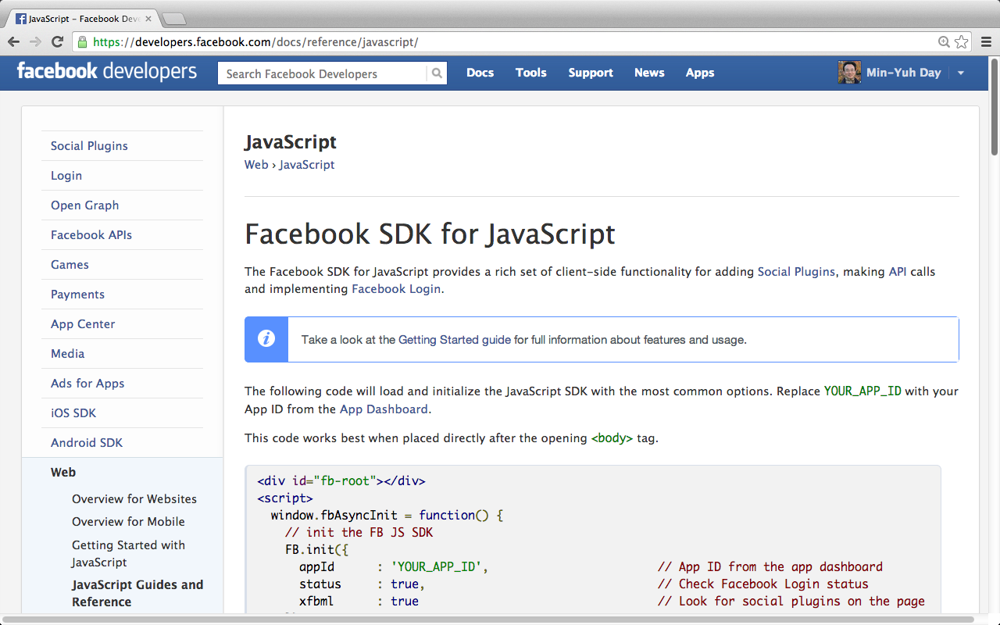 JavaScript – Facebook Dev
https://developers.facebook.com/docs/reference/javascript/
facebook developers
Search Facebook Developers
Docs
Tools
Support
News
Apps
Min-Yuh Day
Social Plugins
Login
Open Graph
Facebook APIs
Games
Payments
App Center
Media
Ads for Apps
iOS SDK
Android SDK
Web
Overview for Websites
Overview for Mobile
Getting Started with
JavaScript
JavaScript Guides and
Reference
JavaScript
Web › JavaScript
Facebook SDK for JavaScript
The Facebook SDK for JavaScript provides a rich set of client-side functionality for adding Social Plugins, making API calls
and implementing Facebook Login.
Take a look at the Getting Started guide for full information about features and usage.
The following code will load and initialize the JavaScript SDK with the most common options. Replace YOUR_APP_ID with your
App ID from the App Dashboard.
This code works best when placed directly after the opening <body> tag.
<div id="fb-root"></div>
<script>
window.fbAsyncInit = function() {
// init the FB JS SDK
FB.init({
appId : 'YOUR_APP_ID', // App ID from the app dashboard
status : true, // Check Facebook Login status
xfbml : true // Look for social plugins on the page